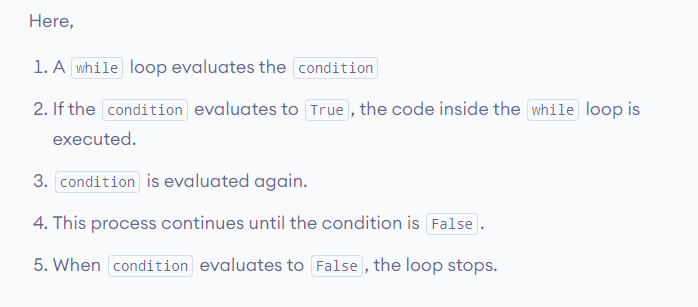 Here,
1. A while loop evaluates the condition
2. If the condition evaluates to True, the code inside the while loop is
executed.
3. condition is evaluated again.
4. This process continues until the condition is False.
5. When condition evaluates to False, the loop stops.